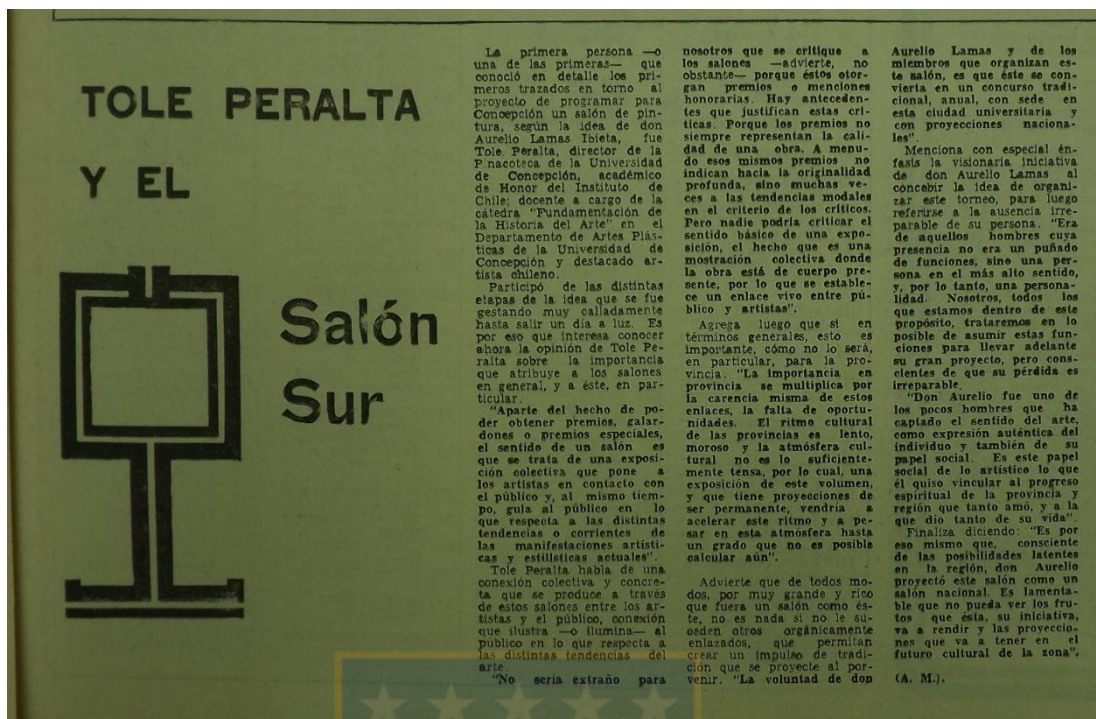 TOLE PERALTA
Y EL
Salón
Sur
La primera persona —o
una de las primeras— que
conoció en detalle los pri-
meros trazados en torno al
proyecto de programar para
Concepción un salón de pin-
tura, según la idea de don
Aurelio Lamas Ibieta, fue
Tole Peralta, director de la
Pinacoteca de la Universidad
de Concepción, académico
de Honor del Instituto de
Chile; docente a cargo de la
cátedra "Fundamentación de
la Historia del Arte" en el
Departamento de Artes Plás-
ticas de la Universidad de
Concepción y destacado ar-
tista chileno.
Participó de las distintas
etapas de la idea que se fue
gestando muy calladamente
hasta salir un día a luz. Es
por eso que interesa conocer
ahora la opinión de Tole Pe-
ralta sobre la importancia
que atribuye a los salones
en general, y a éste, en par-
ticular.
"Aparte del hecho de po-
der obtener premios, galar-
dones o premios especiales,
el sentido de un salón es
que se trata de una exposi-
ción colectiva que pone a
los artistas en contacto con
el público y, al mismo tiem-
po, guía al público en lo
que respecta a las distintas
tendencias o corrientes de
las manifestaciones artísti-
cas y estilísticas actuales".
Tole Peralta habla de una
conexión colectiva y concre-
ta que se produce a través
de estos salones entre los ar-
tistas y el público, conexión
que ilustra —o ilumina— al
público en lo que respecta a
las distintas tendencias del
arte.
"No sería extraño para
nosotros que se critique a
los salones —advierte, no
obstante— porque éstos otor-
gan premios o menciones
honorarias. Hay anteceden-
tes que justifican estas crí-
ticas. Porque los premios no
siempre representan la cali-
dad de una obra. A menu-
do esos mismos premios no
indican hacia la originalidad
profunda, sino muchas ve-
ces a las tendencias modales
en el criterio de los críticos.
Pero nadie podría criticar el
sentido básico de una expo-
sición, el hecho que es una
mostración colectiva donde
la obra está de cuerpo pre-
sente, por lo que se estable-
ce un enlace vivo entre pú-
blico y artistas".
Agrega luego que si en
términos generales, esto es
importante, cómo no lo será,
en particular, para la pro-
vincia. "La importancia en
provincia se multiplica por
la carencia misma de estos
enlaces, la falta de oportu-
nidades. El ritmo cultural
de las provincias es lento,
moroso y la atmósfera cul-
tural no es lo suficiente-
mente tensa, por lo cual, una
exposición de este volumen,
y que tiene proyecciones de
ser permanente, vendría a
acelerar este ritmo y a pe-
sar en esta atmósfera hasta
un grado que no es posible
calcular aún".
Advierte que de todos mo-
dos, por muy grande y rico
que fuera un salón como és-
te, no es nada si no le su-
ceden otros orgánicamente
enlazados, que permitan
crear un impulso de tradi-
ción que se proyecte al por-
venir. "La voluntad de don
Aurelio Lamas y de los
miembros que organizan es-
te salón, es que éste se con-
vierta en un concurso tradi-
cional, anual, con sede en
esta ciudad universitaria y
con proyecciones naciona-
les".
Menciona con especial én-
fasis la visionaria iniciativa
de don Aurelio Lamas al
concebir la idea de organi-
zar este torneo, para luego
referirse a la ausencia irre-
parable de su persona. "Era
de aquellos hombres cuya
presencia no era un puñado
de funciones, sino una per-
sona en el más alto sentido,
y, por lo tanto, una persona-
lidad. Nosotros, todos los
que estamos dentro de este
propósito, trataremos en lo
posible de asumir estas fun-
ciones para llevar adelante
su gran proyecto, pero cons-
cientes de que su pérdida es
irreparable.
"Don Aurelio fue uno de
los pocos hombres que ha
captado el sentido del arte,
como expresión auténtica del
individuo y también de su
papel social. Es este papel
social de lo artístico lo que
él quiso vincular al progreso
espiritual de la provincia y
región que tanto amó, y a la
que dio tanto de su vida".
Finaliza diciendo: "Es por
eso mismo que, consciente
de las posibilidades latentes
en la región, don Aurelio
proyectó este salón como un
salón nacional. Es lamenta-
ble que no pueda ver los fru-
tos que ésta, su iniciativa,
va a rendir y las proyeccio-
nes que va a tener en el
futuro cultural de la zona".
(A. M.).